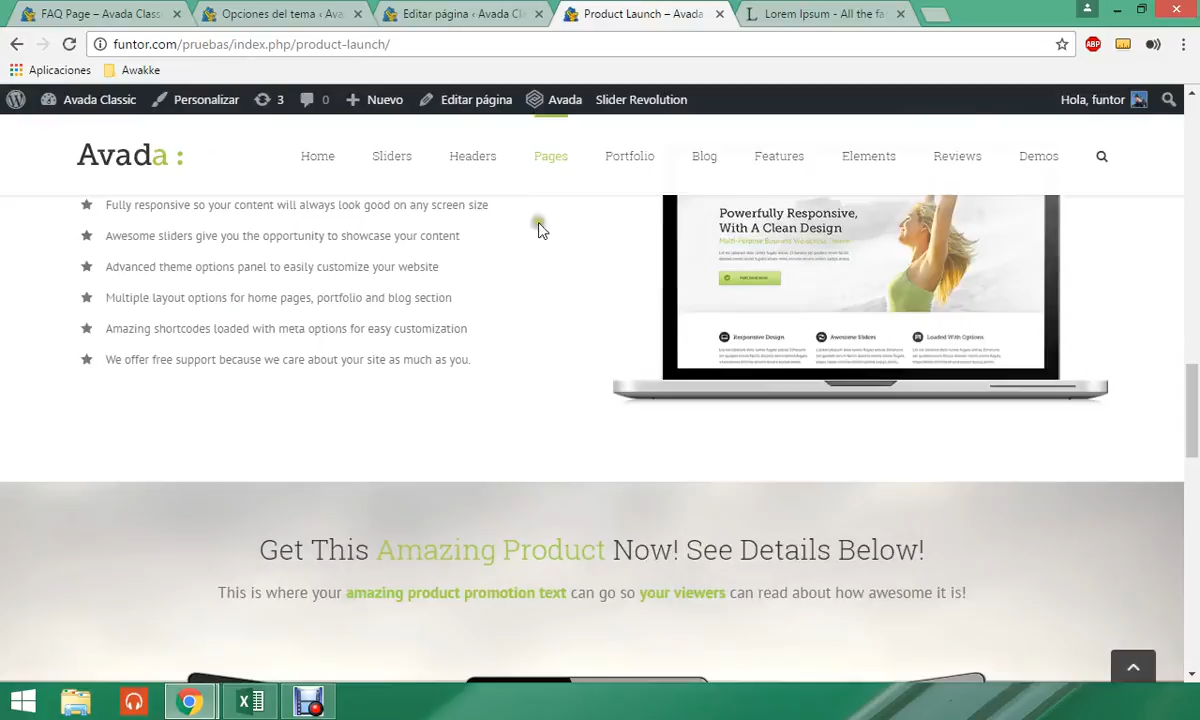 Avada Classi
Opciones del tema ‹ Ava
Editar página ‹ Avada Cl
Product Launch – Avada
Lorem Ipsum - All the fa
funtor.com/pruebas/index.php/product-launch/
ABP
Aplicaciones
Awakke
Avada Classic
Personalizar
3
0
Nuevo
Editar página
Avada
Slider Revolution
Hola, funtor
Avada :
Home
Sliders
Headers
Pages
Portfolio
Blog
Features
Elements
Reviews
Demos
Fully responsive so your content will always look good on any screen size
Awesome sliders give you the opportunity to showcase your content
Advanced theme options panel to easily customize your website
Multiple layout options for home pages, portfolio and blog section
Amazing shortcodes loaded with meta options for easy customization
We offer free support because we care about your site as much as you.
Powerfully Responsive,
With A Clean Design
Responsive Design
Awesome Sliders
Loaded With Options
Get This Amazing Product Now! See Details Below!
This is where your amazing product promotion text can go so your viewers can read about how awesome it is!